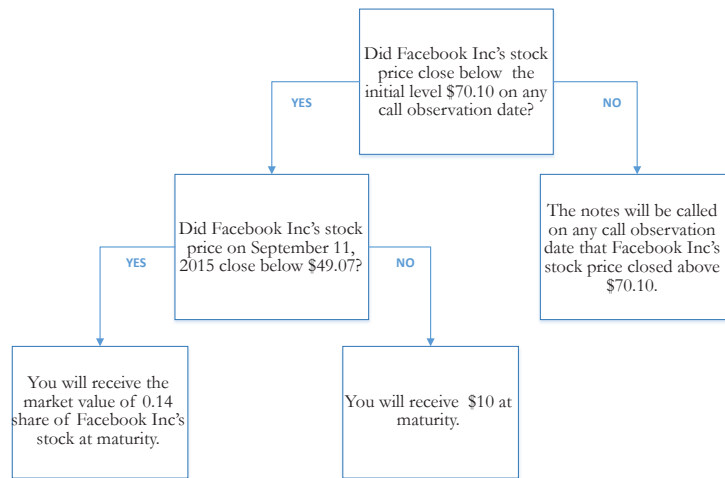 Did Facebook Inc's stock
price close below the
initial level $70.10 on any
call observation date?
YES
NO
Did Facebook Inc's stock
price on September 11,
2015 close below $49.07?
The notes will be called
on any call observation
date that Facebook Inc's
stock price closed above
$70.10.
YES
NO
You will receive the
market value of 0.14
share of Facebook Inc's
stock at maturity.
You will receive $10 at
maturity.